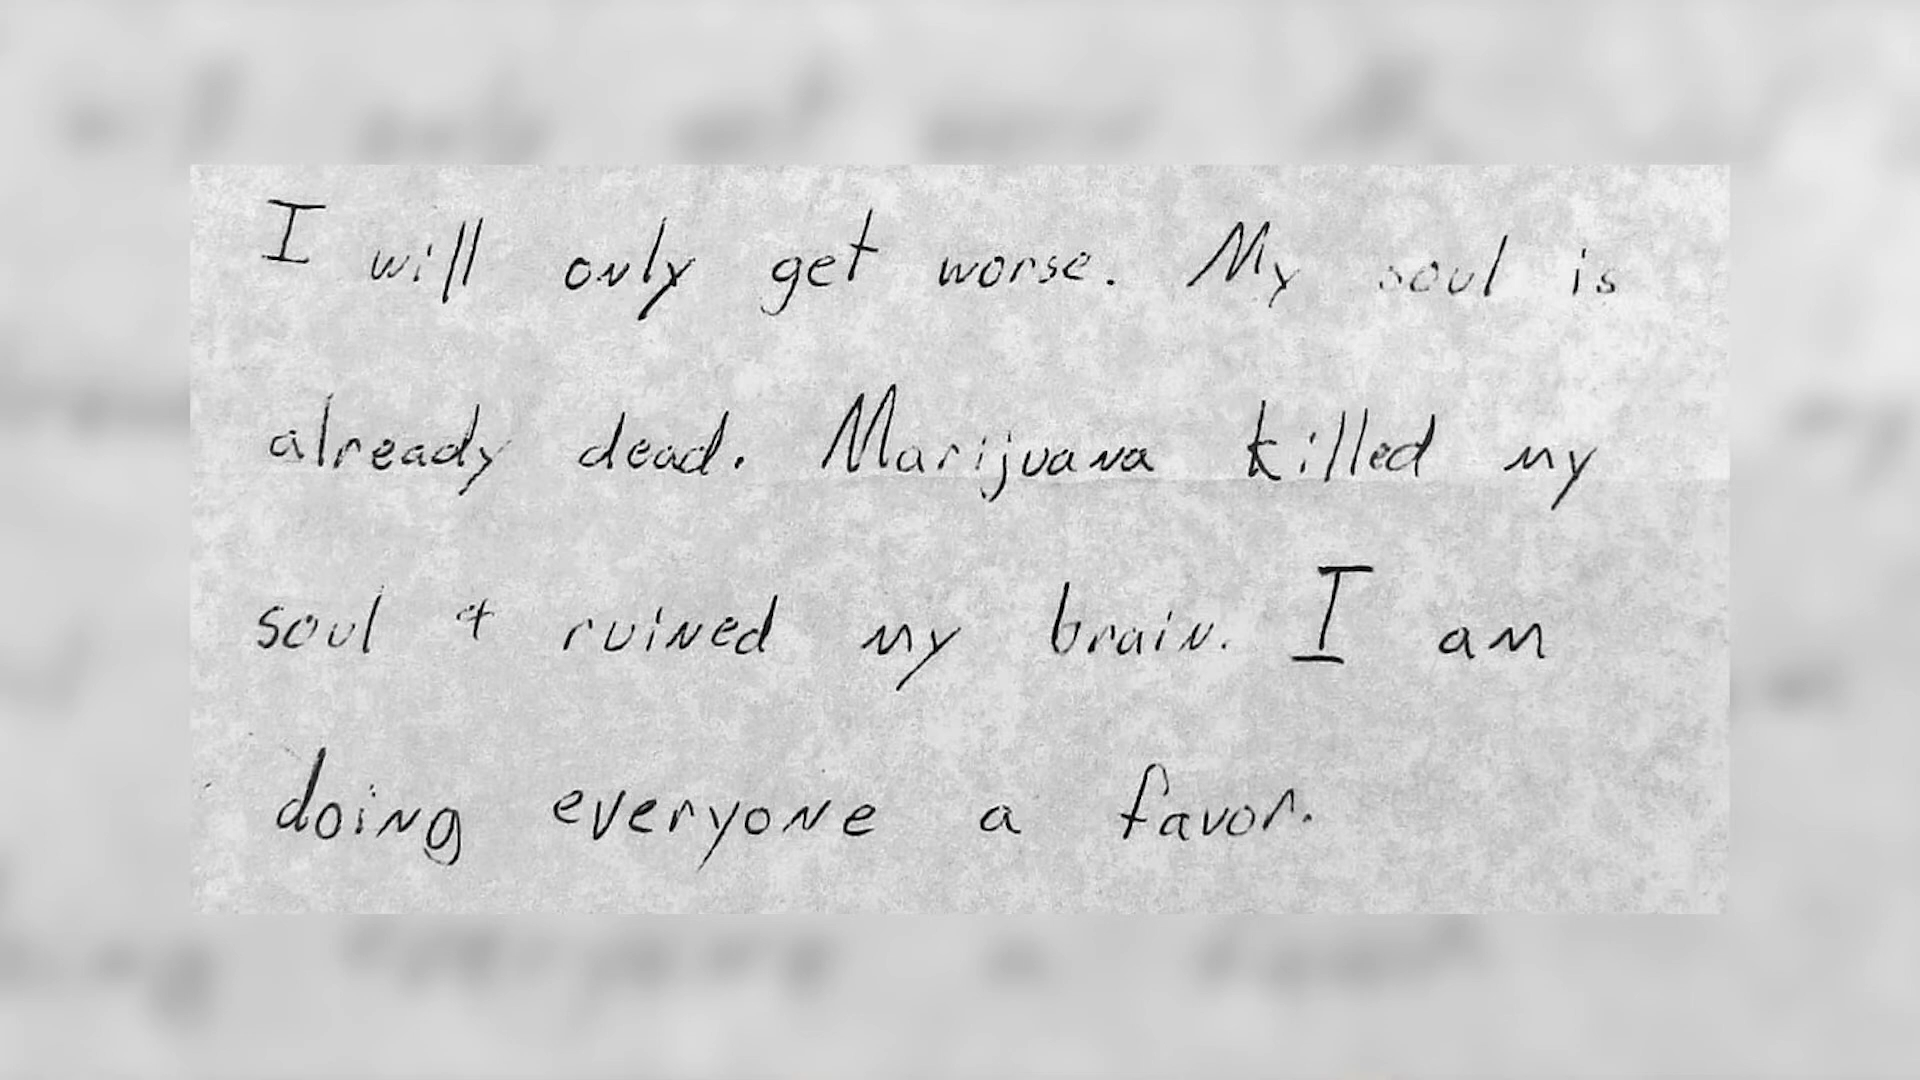 I will only get worse. My soul is
already dead. Marijuana killed my
soul + ruined my brain. I am
doing everyone a favor.